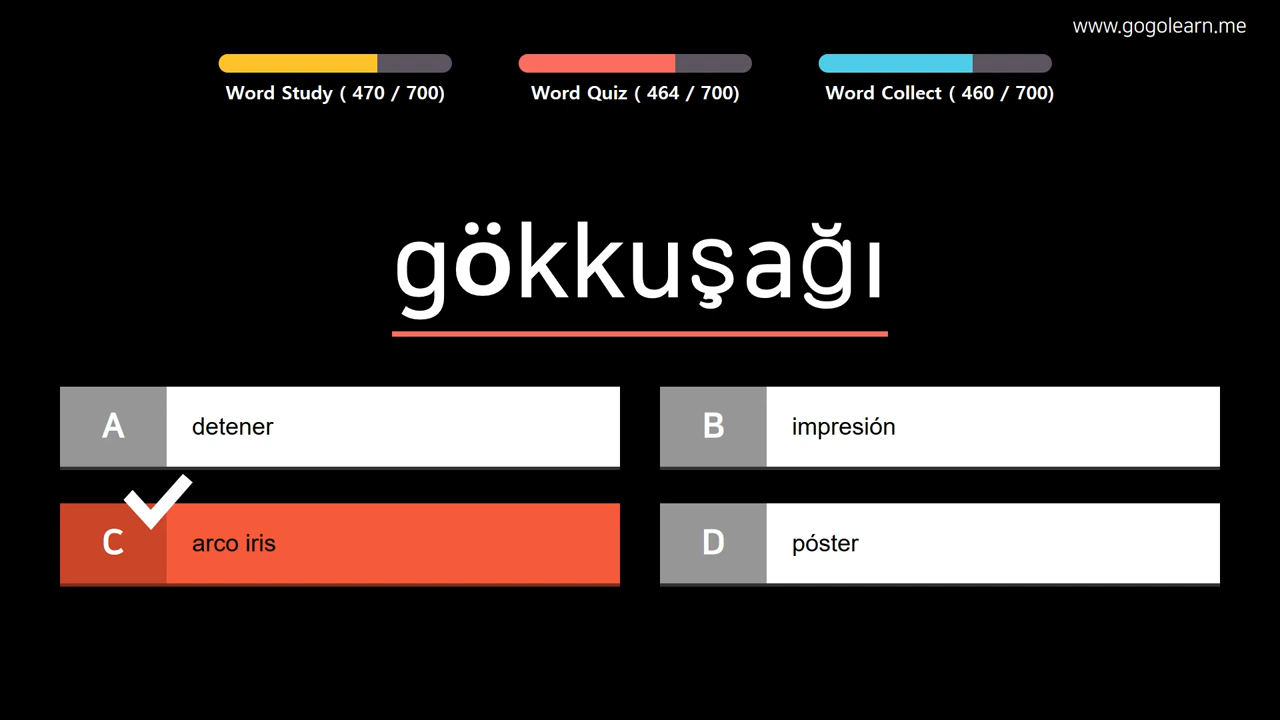 www.gogolearn.me
Word Study ( 470 / 700)
Word Quiz ( 464 / 700)
Word Collect ( 460 / 700)
gökkuşağı
A
detener
B
impresión
C
arco iris
D
póster